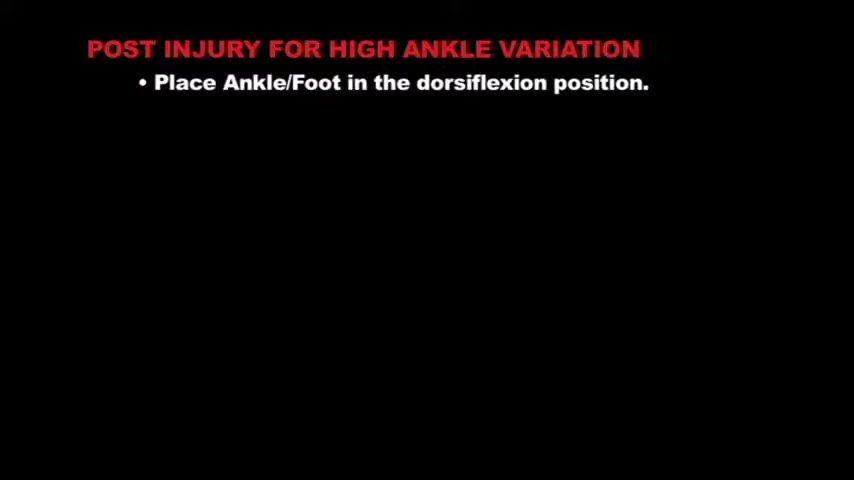 POST INJURY FOR HIGH ANKLE VARIATION
• Place Ankle/Foot in the dorsiflexion position.